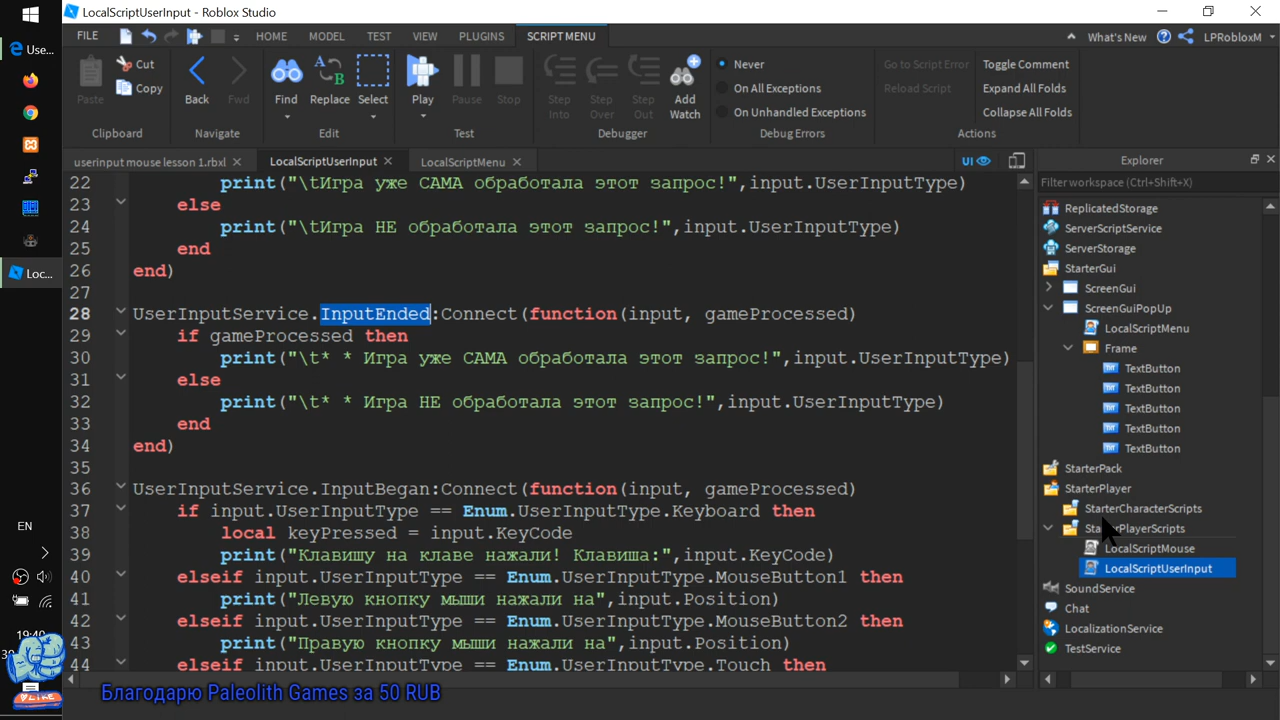 LocalScriptUserInput - Roblox Studio
Use...
FILE HOME MODEL TEST VIEW PLUGINS SCRIPT MENU What's New LPRobloxM
Paste Cut Copy Back Fwd Find Replace Select Play Pause Stop Step Into Step Over Step Out Add Watch
Never
On All Exceptions
On Unhandled Exceptions
Go to Script Error
Reload Script
Toggle Comment
Expand All Folds
Collapse All Folds
Clipboard Navigate Edit Test Debugger Debug Errors Actions
userinput mouse lesson 1.rbxl LocalScriptUserInput LocalScriptMenu UI
22 print("\tИгра уже САМА обработала этот запрос!",input.UserInputType)
23 else
24 print("\tИгра НЕ обработала этот запрос!",input.UserInputType)
25 end
26 end)
27
28 UserInputService.InputEnded:Connect(function(input, gameProcessed)
29 if gameProcessed then
30 print("\t* * Игра уже САМА обработала этот запрос!",input.UserInputType)
31 else
32 print("\t* * Игра НЕ обработала этот запрос!",input.UserInputType)
33 end
34 end)
35
36 UserInputService.InputBegan:Connect(function(input, gameProcessed)
37 if input.UserInputType == Enum.UserInputType.Keyboard then
38 local keyPressed = input.KeyCode
39 print("Клавишу на клаве нажали! Клавиша:",input.KeyCode)
40 elseif input.UserInputType == Enum.UserInputType.MouseButton1 then
41 print("Левую кнопку мыши нажали на",input.Position)
42 elseif input.UserInputType == Enum.UserInputType.MouseButton2 then
43 print("Правую кнопку мыши нажали на",input.Position)
44 elseif input.UserInputType == Enum.UserInputType.Touch then
Explorer
Filter workspace (Ctrl+Shift+X)
ReplicatedStorage
ServerScriptService
ServerStorage
StarterGui
ScreenGui
ScreenGuiPopUp
LocalScriptMenu
Frame
TextButton
TextButton
TextButton
TextButton
TextButton
StarterPack
StarterPlayer
StarterCharacterScripts
StarterPlayerScripts
LocalScriptMouse
LocalScriptUserInput
SoundService
Chat
LocalizationService
TestService
Loc...
EN
Благодарю Paleolith Games за 50 RUB